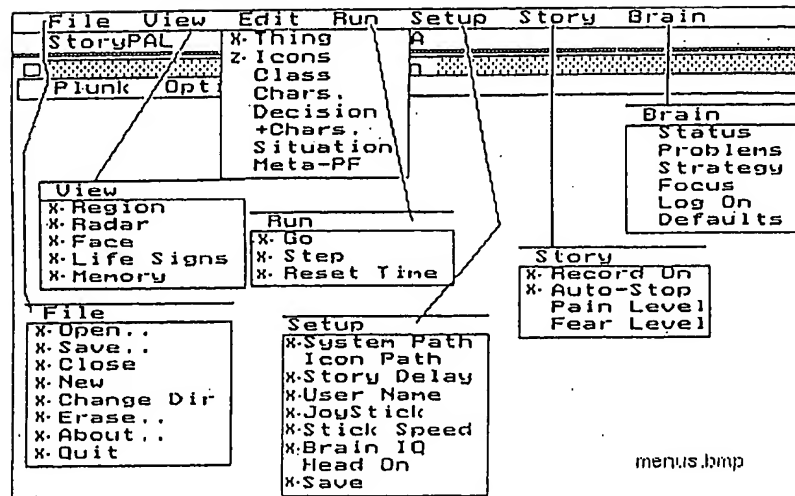 File View Edit Run Setup Story Brain
StoryPAL
A
Plunk Opti
x. Thing
z. Icons
Class
Chars.
Decision
+Chars.
Situation
Meta-PF
Brain
Status
Problems
Strategy
Focus
Log On
Defaults
View
x. Region
x. Radar
x. Face
x. Life Signs
x. Memory
Run
x. Go
x. Step
x. Reset Time
Story
x. Record On
x. Auto-Stop
Pain Level
Fear Level
File
x. Open..
x. Save..
x. Close
x. New
x. Change Dir
x. Erase..
x. About..
x. Quit
Setup
x. System Path
Icon Path
x. Story Delay
x. User Name
x. JoyStick
x. Stick Speed
x. Brain IQ
Head On
x. Save
menus.bmp